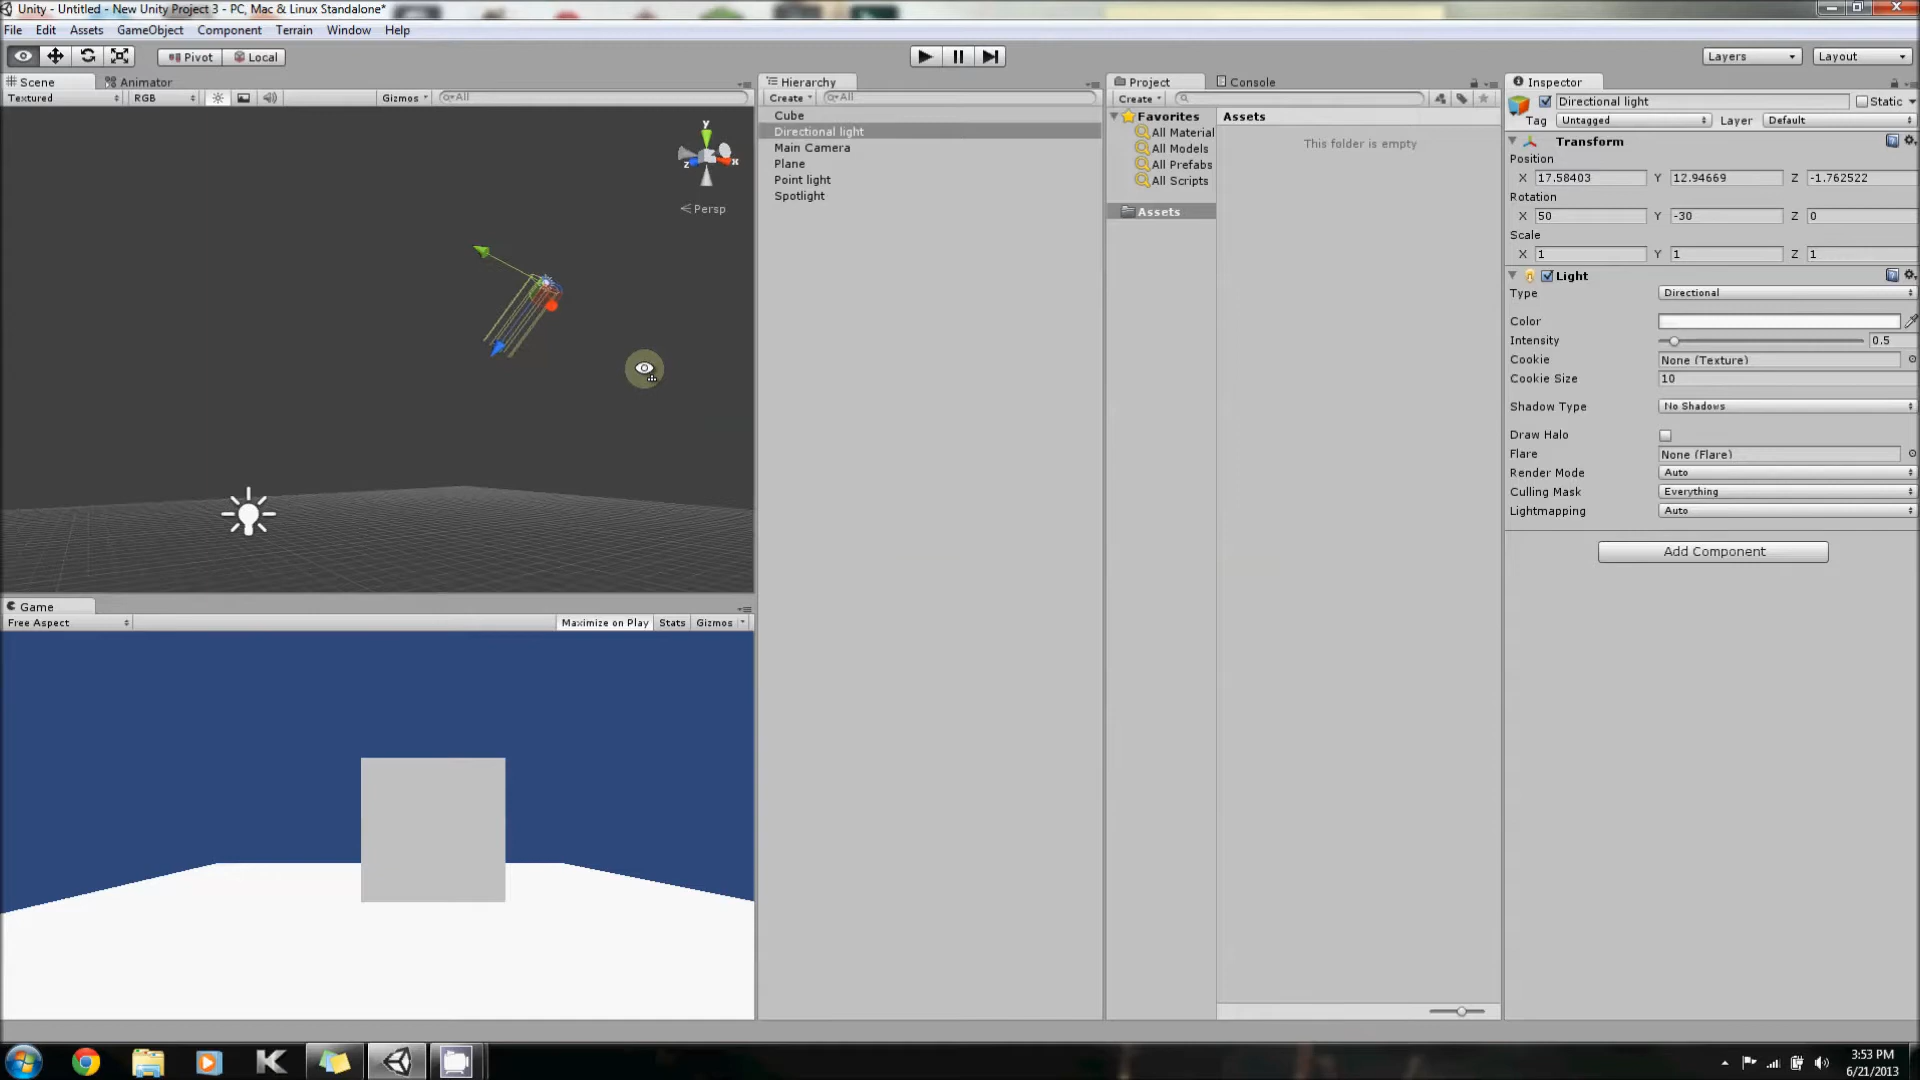 Unity - Untitled - New Unity Project 3 - PC, Mac & Linux Standalone*
File Edit Assets GameObject Component Terrain Window Help
Pivot Local Layers Layout
Scene Animator
Textured RGB Gizmos All
y
x
z
Persp
Game
Free Aspect Maximize on Play Stats Gizmos
Hierarchy
Create All
Cube
Directional light
Main Camera
Plane
Point light
Spotlight
Project Console
Create
Favorites
All Material
All Models
All Prefabs
All Scripts
Assets
Assets
This folder is empty
Inspector
Directional light Static
Tag Untagged Layer Default
Transform
Position
X 17.58403 Y 12.94669 Z -1.762522
Rotation
X 50 Y -30 Z 0
Scale
X 1 Y 1 Z 1
Light
Type Directional
Color
Intensity 0.5
Cookie None (Texture)
Cookie Size 10
Shadow Type No Shadows
Draw Halo
Flare None (Flare)
Render Mode Auto
Culling Mask Everything
Lightmapping Auto
Add Component
3:53 PM
6/21/2013